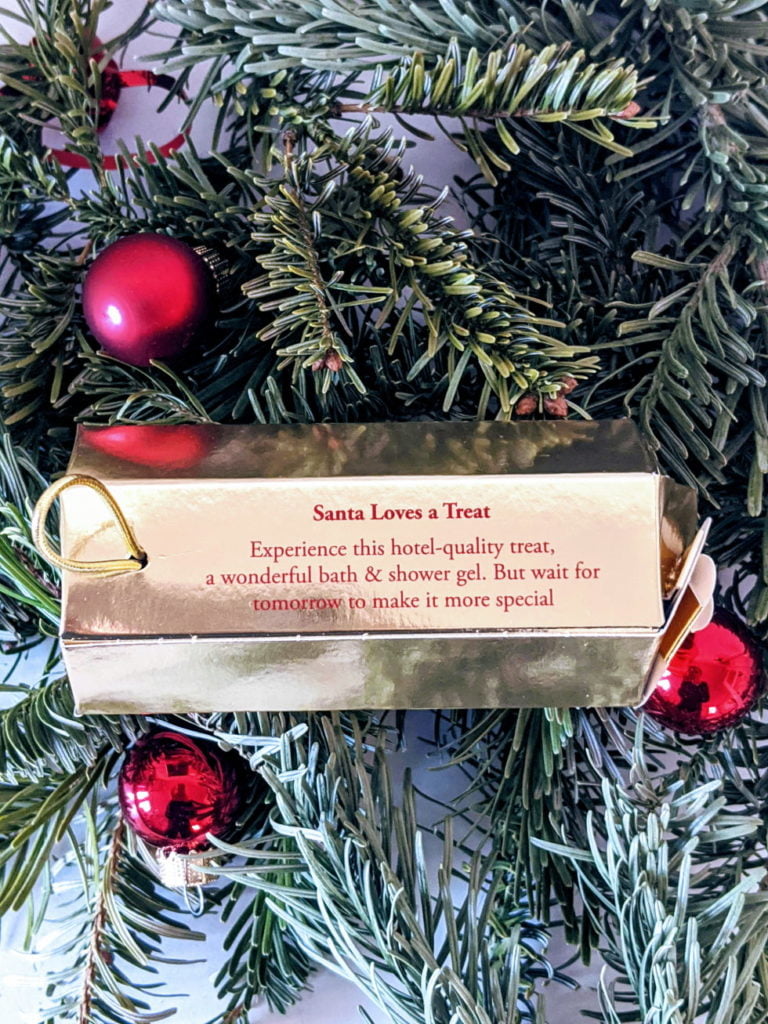 Santa Loves a Treat
Experience this hotel-quality treat,
a wonderful bath & shower gel. But wait for
tomorrow to make it more special